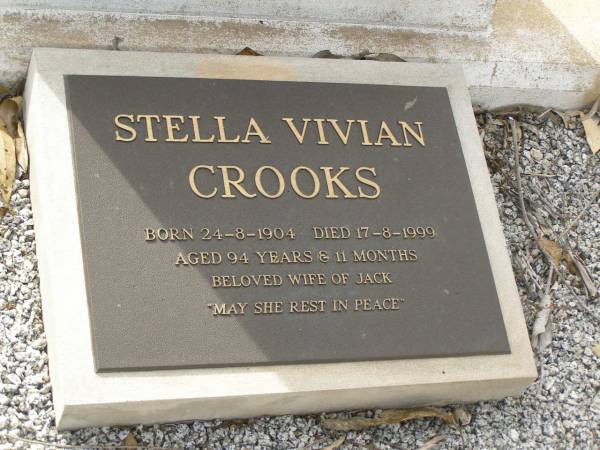 STELLA VIVIAN
CROOKS
BORN 24-8-1904 DIED 17-8-1999
AGED 94 YEARS & 11 MONTHS
BELOVED WIFE OF JACK
"MAY SHE REST IN PEACE"